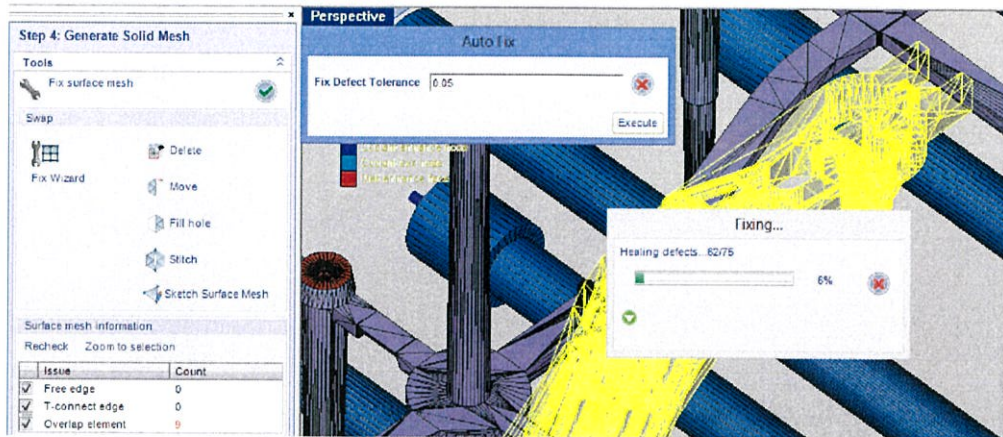 Perspective
Step 4: Generate Solid Mesh
Tools
Fix surface mesh
Swap
Fix Wizard
Delete
Move
Fill hole
Stitch
Sketch Surface Mesh
Surface mesh information
Recheck Zoom to selection
Issue Count
Free edge 0
T-connect edge 0
Overlap element 9
Auto Fix
Fix Defect Tolerance 0.05
Execute
Fixing...
Healing defects...62/75
6%